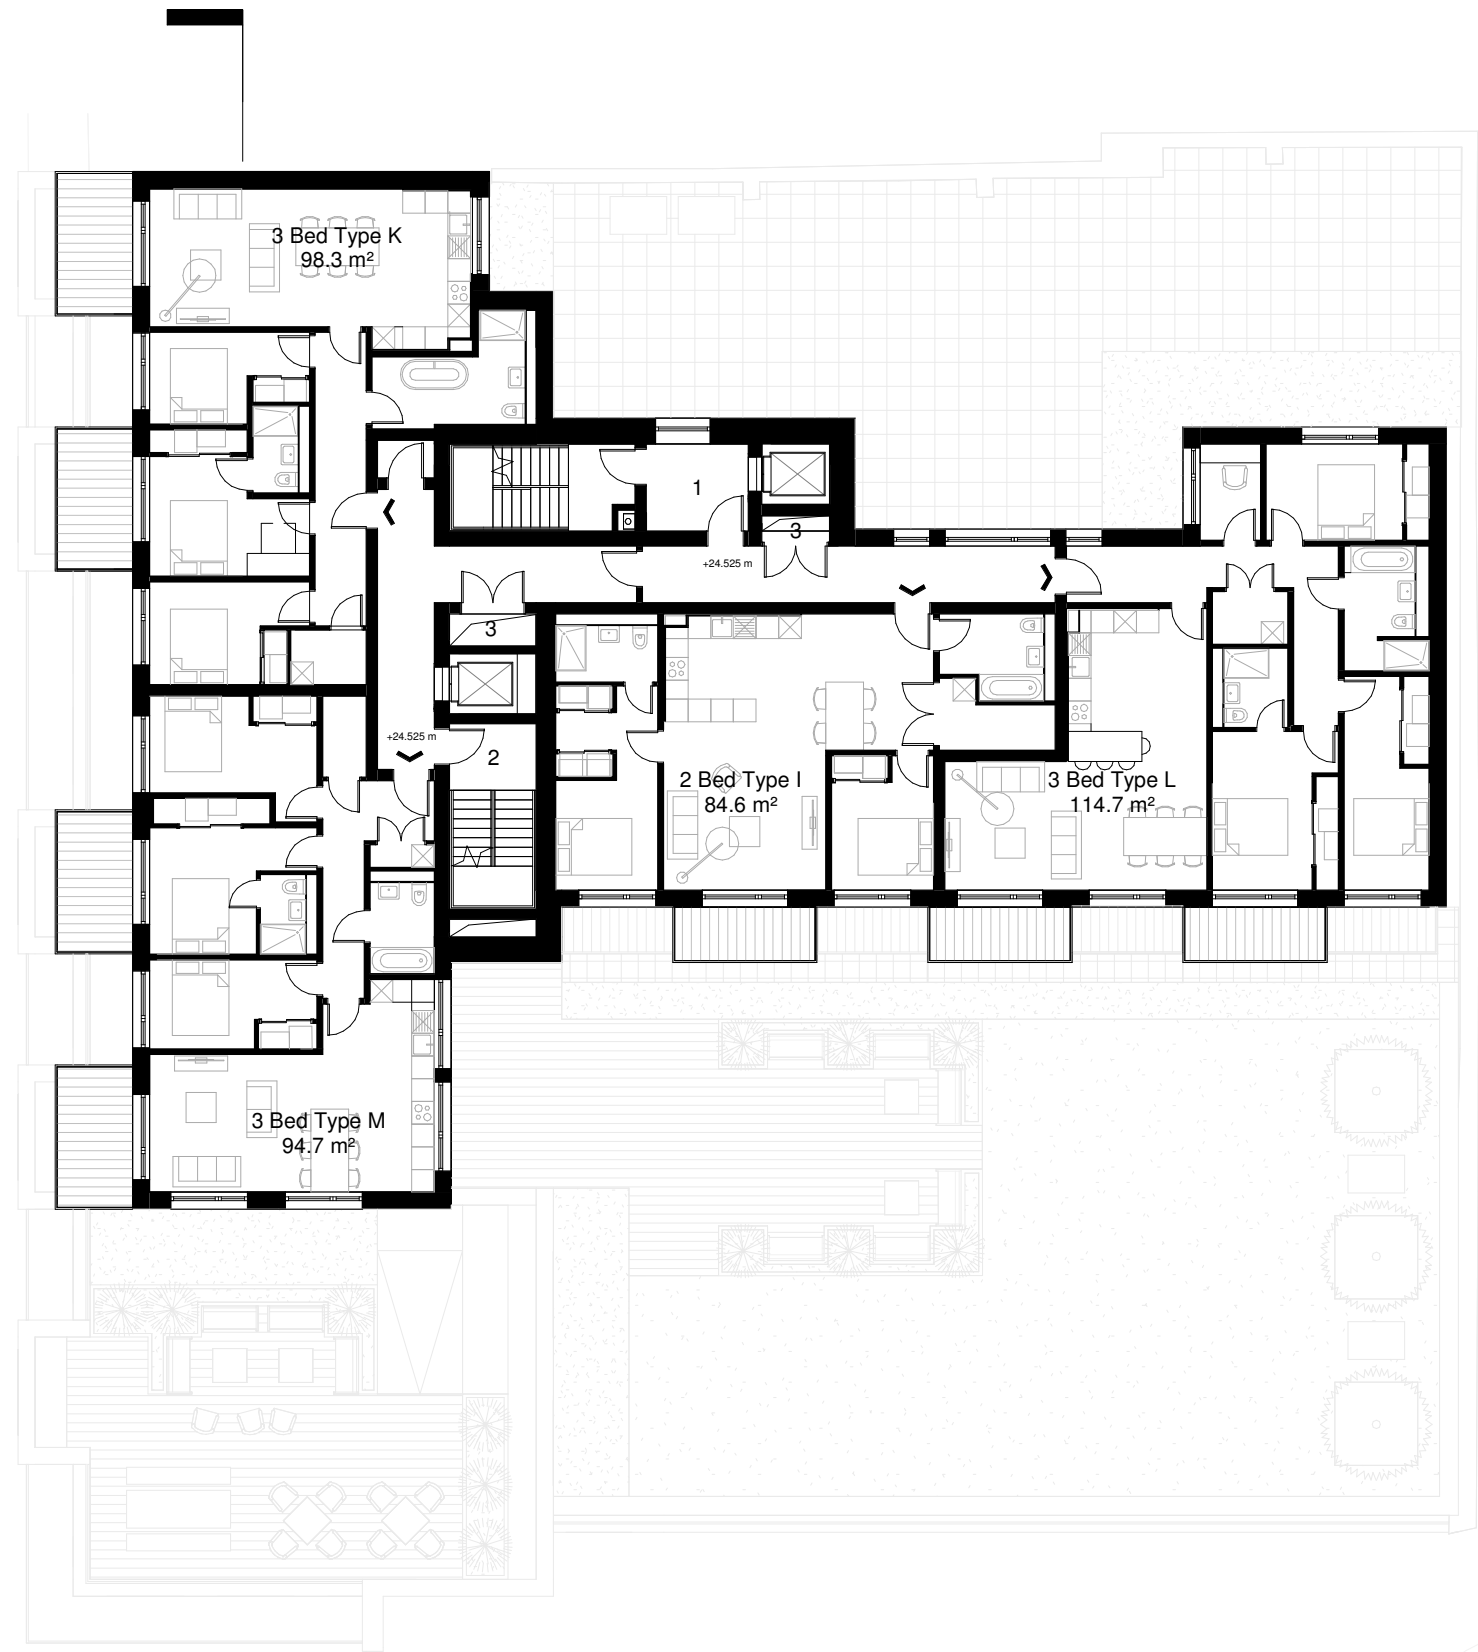 3 Bed Type K
98.3 m²
1
3
+24.525 m
3
+24.525 m
2
2 Bed Type I
84.6 m²
3 Bed Type L
114.7 m²
3 Bed Type M
94.7 m²